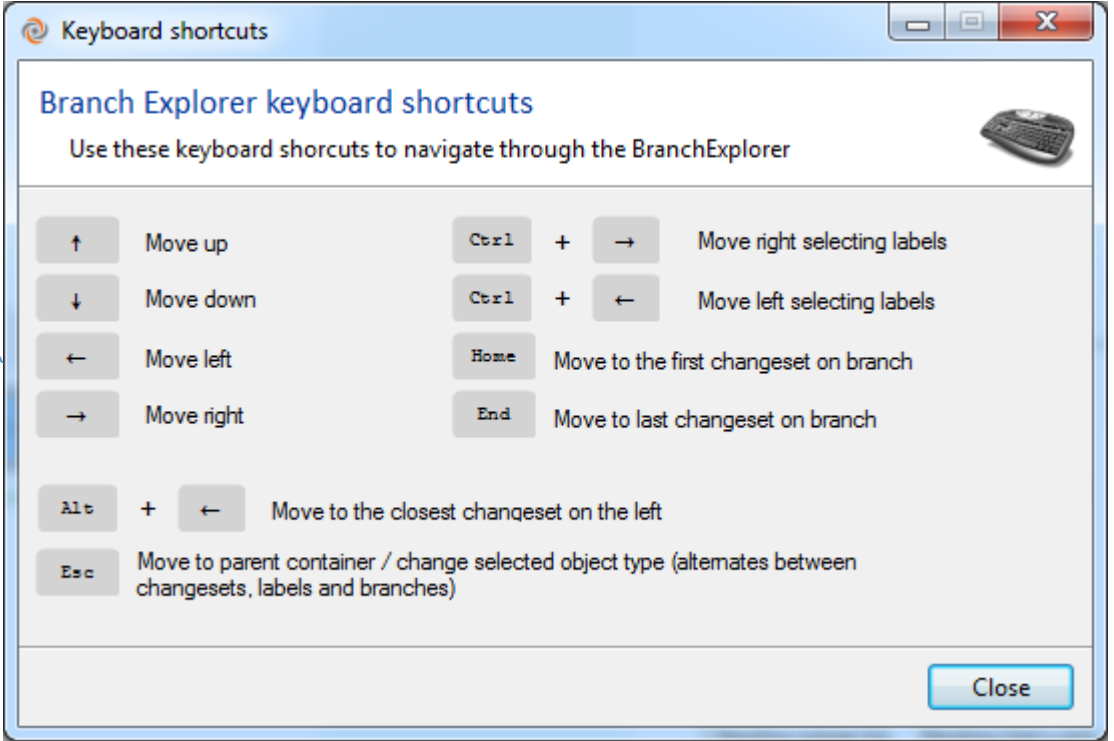 Keyboard shortcuts
Branch Explorer keyboard shortcuts
Use these keyboard shorcuts to navigate through the BranchExplorer
↑ Move up
Ctrl + → Move right selecting labels
↓ Move down
Ctrl + ← Move left selecting labels
← Move left
Home Move to the first changeset on branch
→ Move right
End Move to last changeset on branch
Alt + ← Move to the closest changeset on the left
Esc Move to parent container / change selected object type (alternates between
changesets, labels and branches)
Close